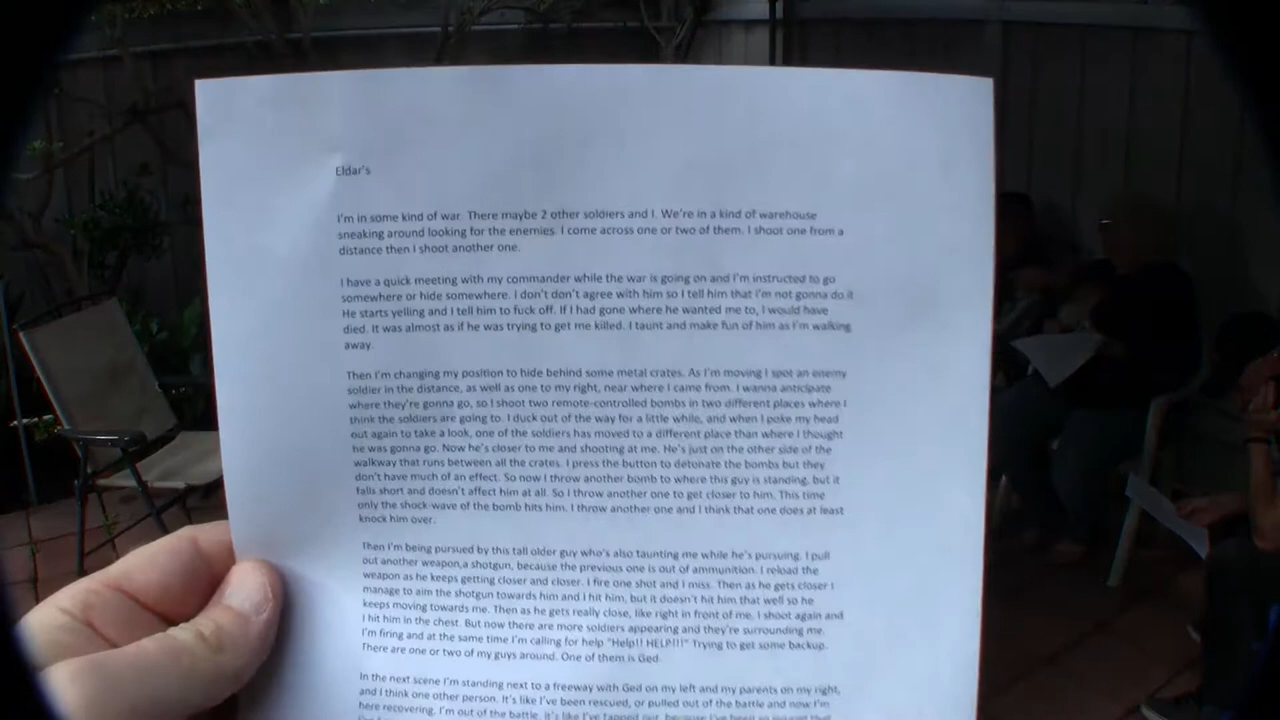 Eldar's
I'm in some kind of war. There maybe 2 other soldiers and I. We're in a kind of warehouse
sneaking around looking for the enemies. I come across one or two of them. I shoot one from a
distance then I shoot another one.
I have a quick meeting with my commander while the war is going on and I'm instructed to go
somewhere or hide somewhere. I don't don't agree with him so I tell him that i'm not gonna do it
He starts yelling and I tell him to fuck off. If I had gone where he wanted me to, I would have
died. It was almost as if he was trying to get me killed. I taunt and make fun of him as I'm walking
away.
Then I'm changing my position to hide behind some metal crates. As I'm moving I spot an enemy
soldier in the distance, as well as one to my right, near where I came from. I wanna anticipate
where they're gonna go, so I shoot two remote-controlled bombs in two different places where I
think the soldiers are going to. I duck out of the way for a little while, and when I poke my head
out again to take a look, one of the soldiers has moved to a different place than where I thought
he was gonna go. Now he's closer to me and shooting at me. He's just on the other side of the
walkway that runs between all the crates. I press the button to detonate the bombs but they
don't have much of an effect. So now I throw another bomb to where this guy is standing, but it
falls short and doesn't affect him at all. So I throw another one to get closer to him. This time
only the shock-wave of the bomb hits him. I throw another one and I think that one does at least
knock him over.
Then I'm being pursued by this tall older guy who's also taunting me while he's pursuing. I pull
out another weapon,a shotgun, because the previous one is out of ammunition. I reload the
weapon as he keeps getting closer and closer. I fire one shot and I miss. Then as he gets closer I
manage to aim the shotgun towards him and I hit him, but it doesn't hit him that well so he
keeps moving towards me. Then as he gets really close, like right in front of me, I shoot again and
I hit him in the chest. But now there are more soldiers appearing and they're surrounding me.
I'm firing and at the same time I'm calling for help "Help!! HELP!!!" Trying to get some backup.
There are one or two of my guys around. One of them is Ged.
In the next scene I'm standing next to a freeway with Ged on my left and my parents on my right,
and I think one other person. It's like I've been rescued, or pulled out of the battle and now I'm
here recovering. I'm out of the battle. It's like I've tapped out, because I've been so